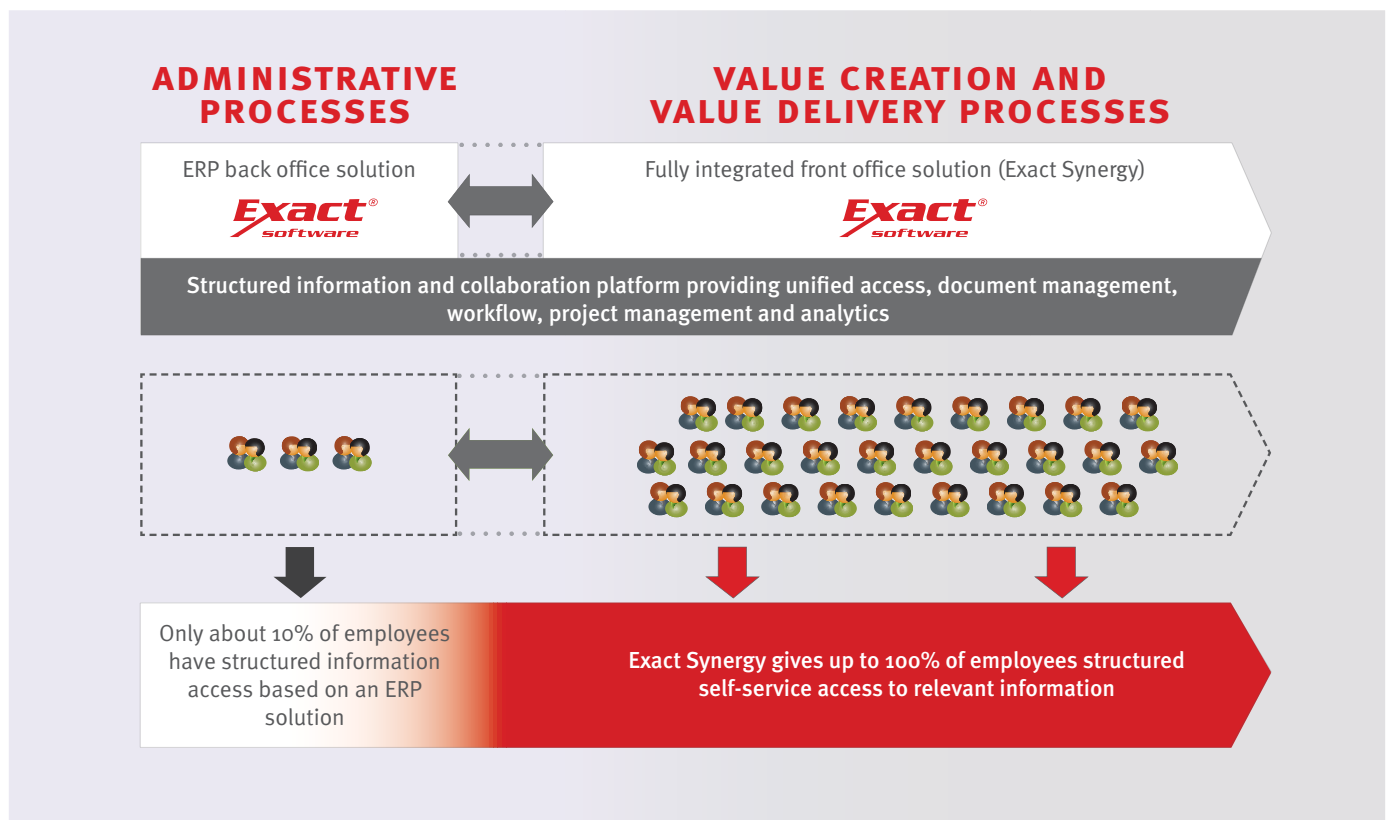 ADMINISTRATIVE
PROCESSES
VALUE CREATION AND
VALUE DELIVERY PROCESSES
ERP back office solution
Exact®
software
Fully integrated front office solution (Exact Synergy)
Exact®
software
Structured information and collaboration platform providing unified access, document management,
workflow, project management and analytics
Only about 10% of employees
have structured information
access based on an ERP
solution
Exact Synergy gives up to 100% of employees structured
self-service access to relevant information